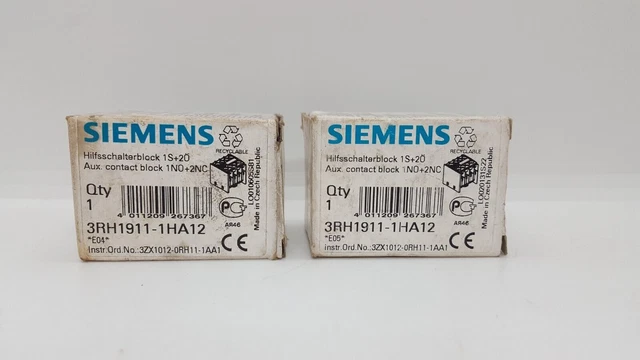 SIEMENS
RECYCLABLE
Hilfsschalterblock 1S+2Ö
Aux. contact block 1NO+2NC
Qty
1
4 011209 267367
AR46
3RH1911-1HA12
*E04*
Instr.Ord.No.:3ZX1012-0RH11-1AA1
CE
Made in Czech Republic
SIEMENS
RECYCLABLE
Hilfsschalterblock 1S+2Ö
Aux. contact block 1NO+2NC
Qty
1
4 011209 267367
AR46
3RH1911-1HA12
*E05*
Instr.Ord.No.:3ZX1012-0RH11-1AA1
CE
LO020131S22
Made in Czech Republic